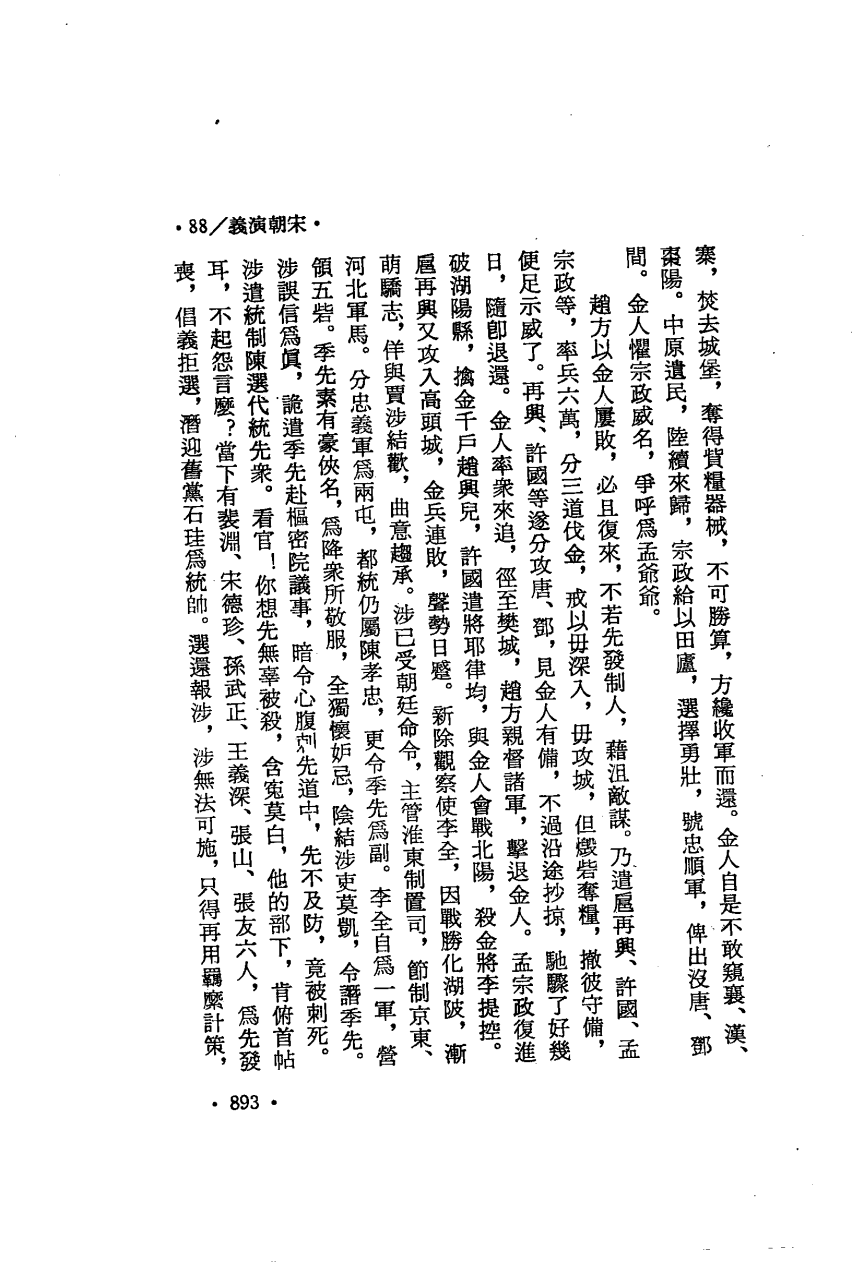 ·88／義演朝宋·
寨，焚去城堡，奪得貲糧器械，不可勝算，方纔收軍而還。金人自是不敢窺襄、漢、
棗陽。中原遺民，陸續來歸，宗政給以田廬，選擇勇壯，號忠順軍，俾出沒唐、鄧
間。金人懼宗政威名，爭呼爲孟爺爺。
趙方以金人屢敗，必且復來，不若先發制人，藉沮敵謀。乃遣扈再興、許國、孟
宗政等，率兵六萬，分三道伐金，戒以毋深入，毋攻城，但燬砦奪糧，撤彼守備，
便足示威了。再興、許國等遂分攻唐、鄧，見金人有備，不過沿途抄掠，馳驟了好幾
日，隨卽退還。金人率衆來追，徑至樊城，趙方親督諸軍，擊退金人。孟宗政復進
破湖陽縣，擒金千戶趙興兒，許國遣將耶律均，與金人會戰北陽，殺金將李提控。
扈再興又攻入高頭城，金兵連敗，聲勢日蹙。新除觀察使李全，因戰勝化湖陂，漸
萌驕志，佯與賈涉結歡，曲意趨承。涉已受朝廷命令，主管淮東制置司，節制京東、
河北軍馬。分忠義軍爲兩屯，都統仍屬陳孝忠，更令季先爲副。李全自爲一軍，營
領五砦。季先素有豪俠名，爲降衆所敬服，全獨懷妒忌，陰結涉吏莫凱，令譖季先。
涉誤信爲眞，詭遣季先赴樞密院議事，暗令心腹刺先道中，先不及防，竟被刺死。
涉遣統制陳選代統先衆。看官！你想先無辜被殺，含冤莫白，他的部下，肯俯首帖
耳，不起怨言麼？當下有裴淵、宋德珍、孫武正、王義深、張山、張友六人，爲先發
喪，倡義拒選，潛迎舊黨石珪爲統帥。選還報涉，涉無法可施，只得再用羈縻計策，
·893·